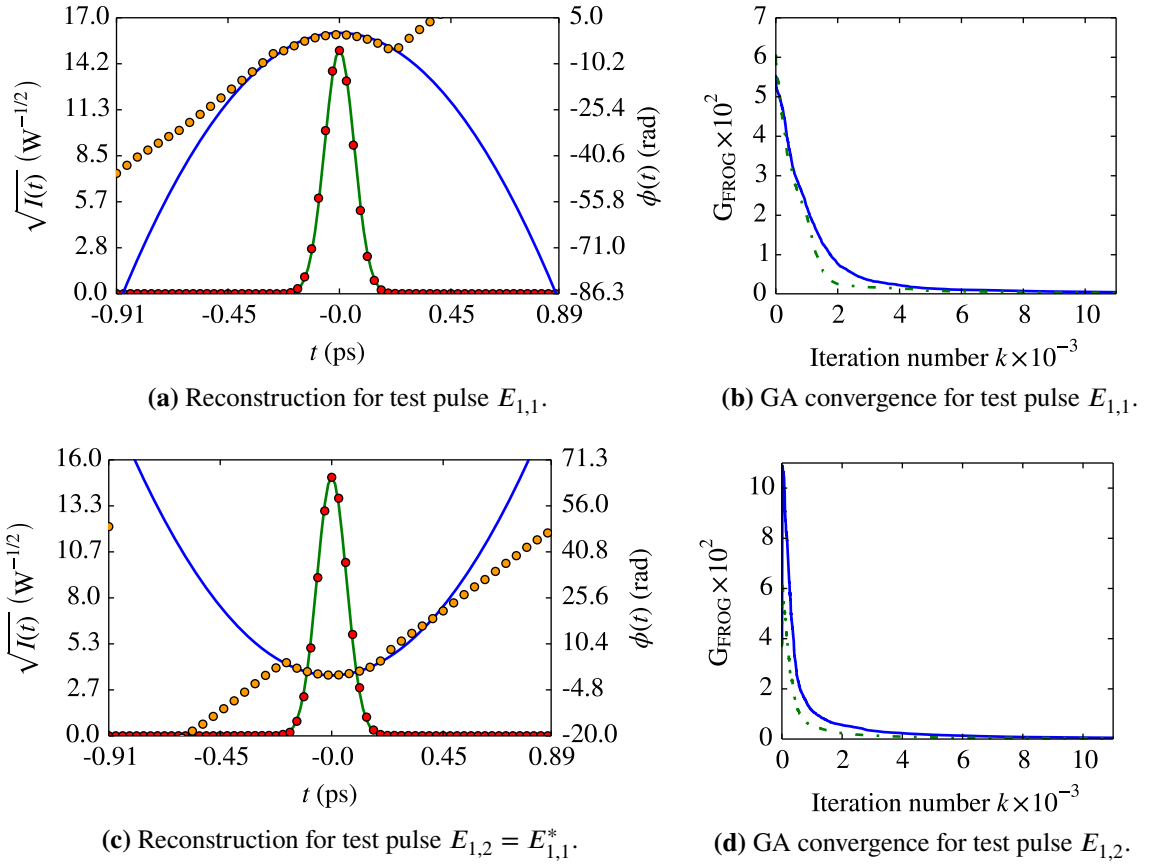 17.0
14.2
11.3
8.5
5.7
2.8
0.0
√I(t) (W⁻¹/²)
5.0
-10.2
-25.4
-40.6
-55.8
-71.0
-86.3
ϕ(t) (rad)
-0.91 -0.45 -0.0 0.45 0.89
t (ps)
(a) Reconstruction for test pulse E₁,₁.
7
6
5
4
3
2
1
0
G_FROG×10²
0 2 4 6 8 10
Iteration number k×10⁻³
(b) GA convergence for test pulse E₁,₁.
16.0
13.3
10.7
8.0
5.3
2.7
0.0
√I(t) (W⁻¹/²)
71.3
56.0
40.8
25.6
10.4
-4.8
-20.0
ϕ(t) (rad)
-0.91 -0.45 -0.0 0.45 0.89
t (ps)
(c) Reconstruction for test pulse E₁,₂ = E*₁,₁.
10
8
6
4
2
0
G_FROG×10²
0 2 4 6 8 10
Iteration number k×10⁻³
(d) GA convergence for test pulse E₁,₂.